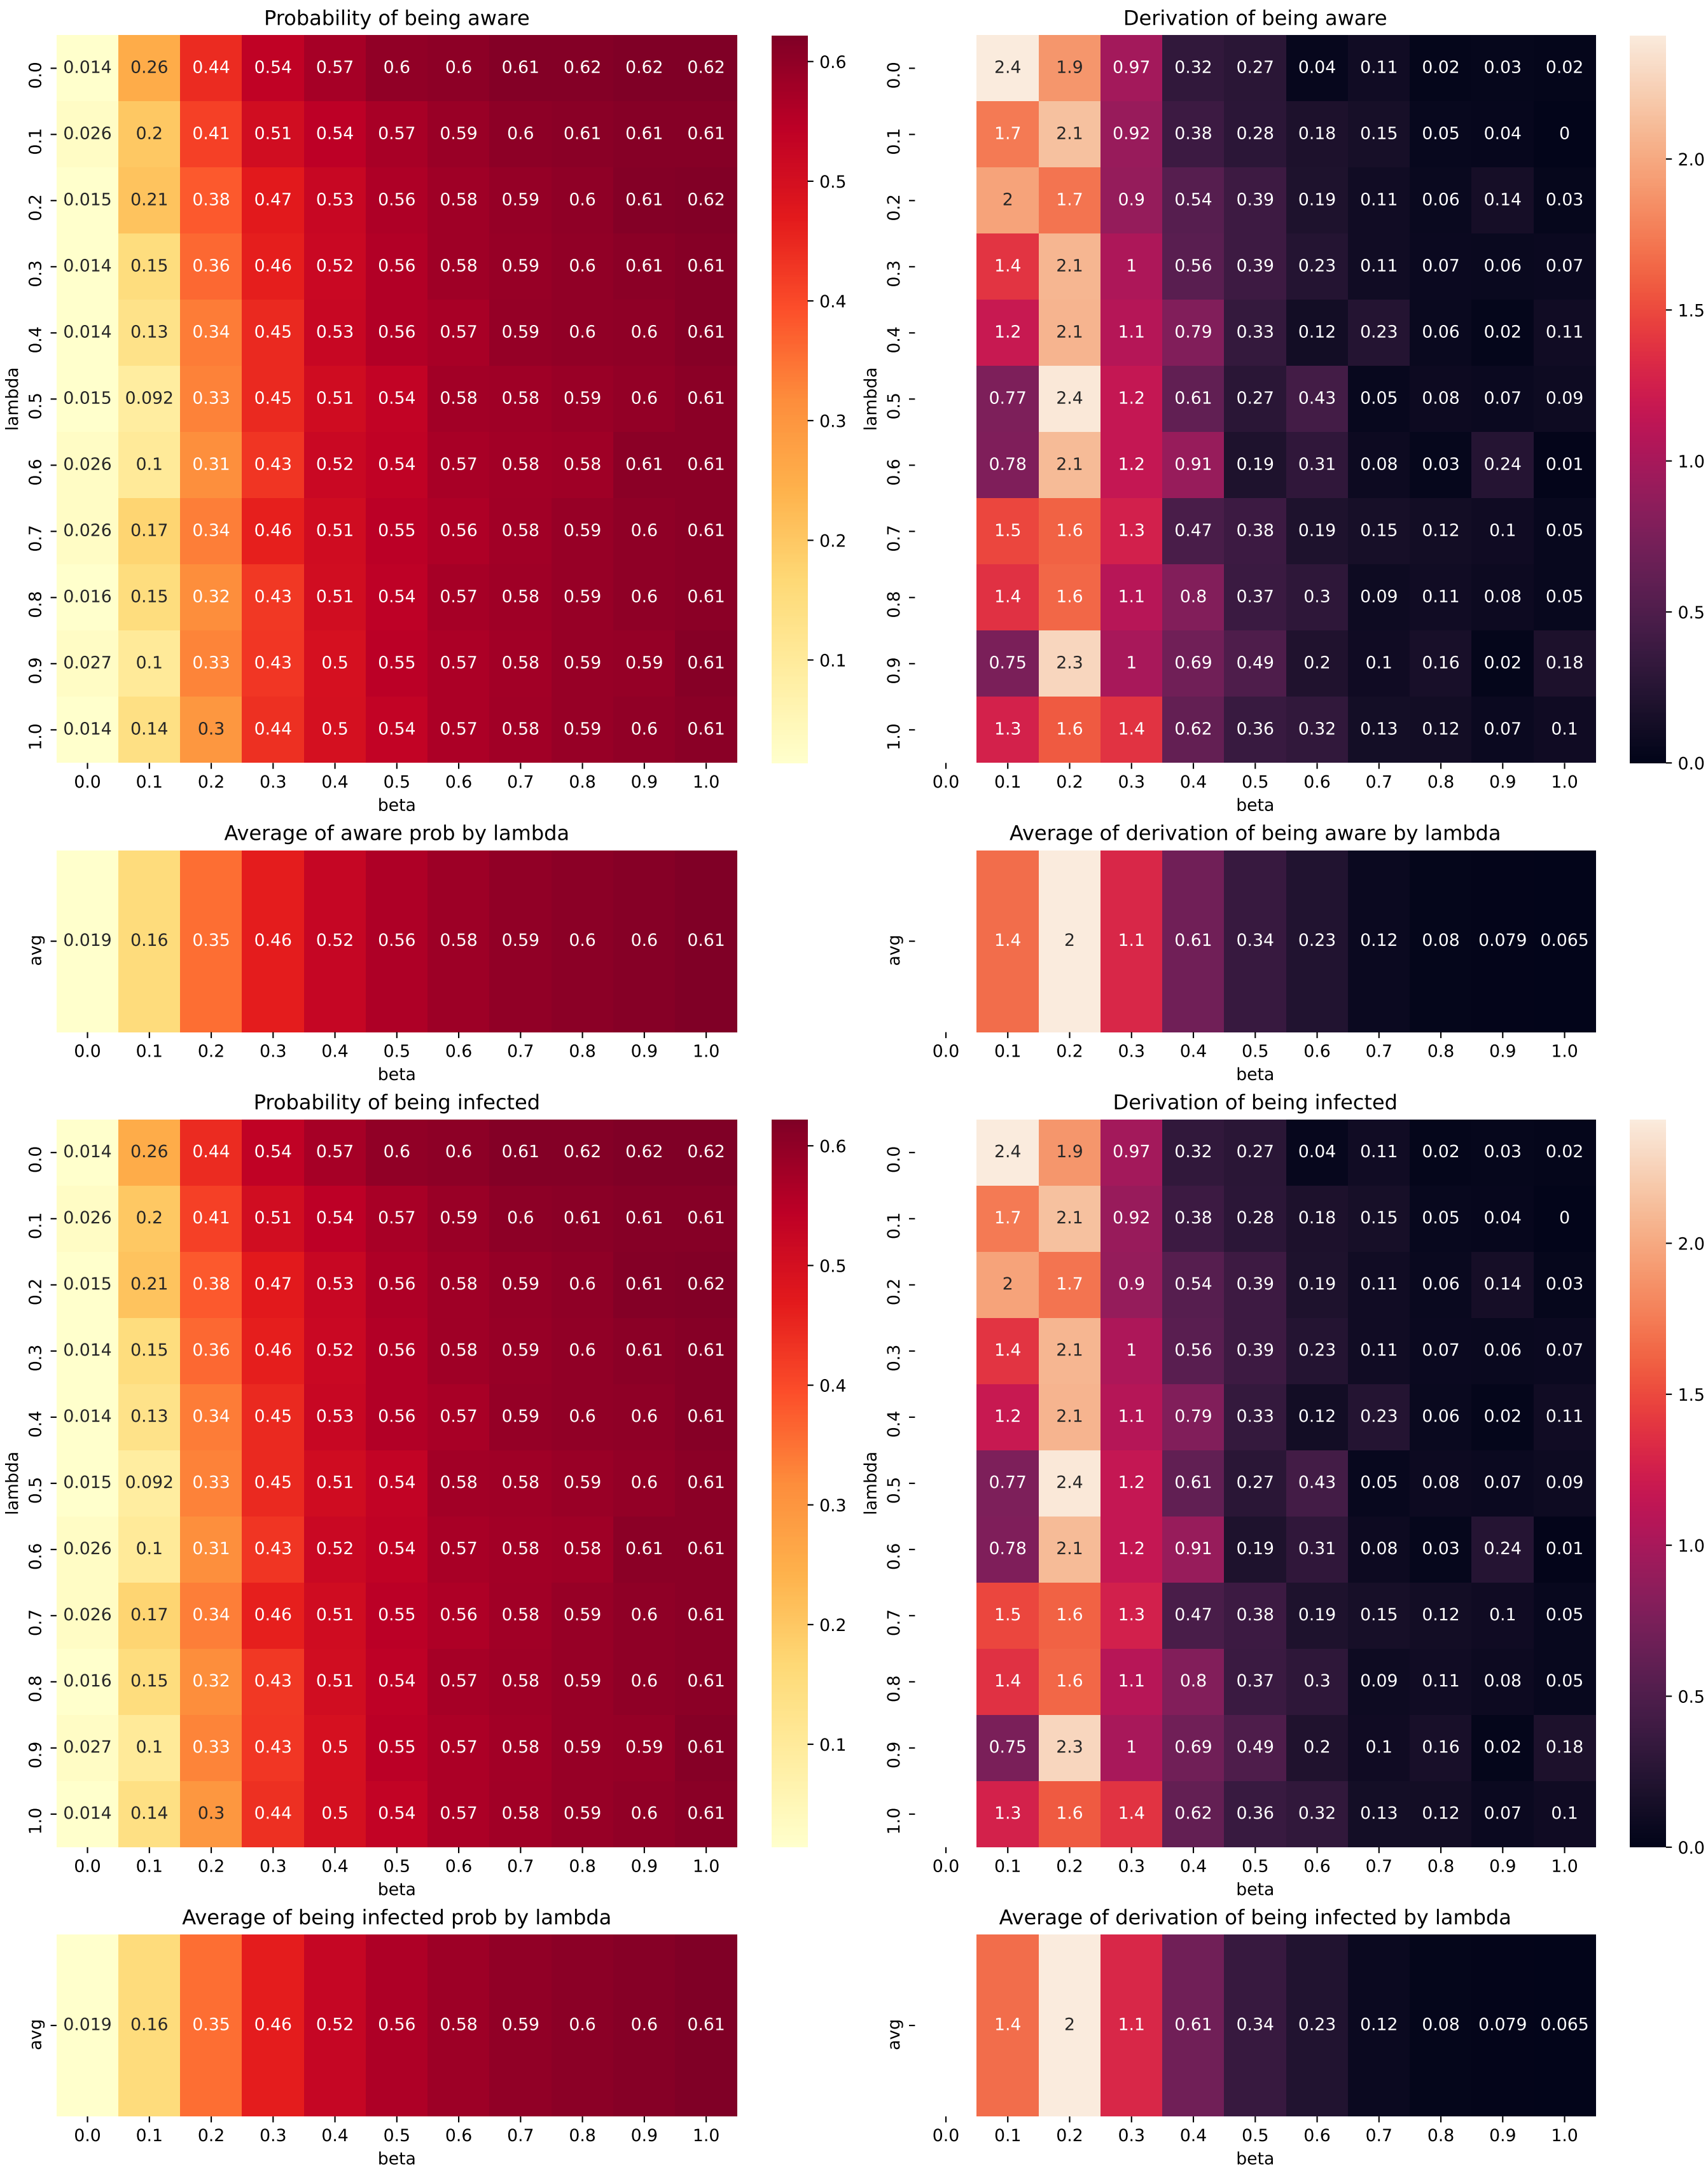 Probability of being aware
0.0 0.014 0.26 0.44 0.54 0.57 0.6 0.6 0.61 0.62 0.62 0.62
0.1 0.026 0.2 0.41 0.51 0.54 0.57 0.59 0.6 0.61 0.61 0.61
0.2 0.015 0.21 0.38 0.47 0.53 0.56 0.58 0.59 0.6 0.61 0.62
0.3 0.014 0.15 0.36 0.46 0.52 0.56 0.58 0.59 0.6 0.61 0.61
0.4 0.014 0.13 0.34 0.45 0.53 0.56 0.57 0.59 0.6 0.6 0.61
lambda
0.5 0.015 0.092 0.33 0.45 0.51 0.54 0.58 0.58 0.59 0.6 0.61
0.6 0.026 0.1 0.31 0.43 0.52 0.54 0.57 0.58 0.58 0.61 0.61
0.7 0.026 0.17 0.34 0.46 0.51 0.55 0.56 0.58 0.59 0.6 0.61
0.8 0.016 0.15 0.32 0.43 0.51 0.54 0.57 0.58 0.59 0.6 0.61
0.9 0.027 0.1 0.33 0.43 0.5 0.55 0.57 0.58 0.59 0.59 0.61
1.0 0.014 0.14 0.3 0.44 0.5 0.54 0.57 0.58 0.59 0.6 0.61
0.0 0.1 0.2 0.3 0.4 0.5 0.6 0.7 0.8 0.9 1.0
beta
0.6
0.5
0.4
0.3
0.2
0.1
Derivation of being aware
0.0 2.4 1.9 0.97 0.32 0.27 0.04 0.11 0.02 0.03 0.02
0.1 1.7 2.1 0.92 0.38 0.28 0.18 0.15 0.05 0.04 0
0.2 2 1.7 0.9 0.54 0.39 0.19 0.11 0.06 0.14 0.03
0.3 1.4 2.1 1 0.56 0.39 0.23 0.11 0.07 0.06 0.07
0.4 1.2 2.1 1.1 0.79 0.33 0.12 0.23 0.06 0.02 0.11
lambda
0.5 0.77 2.4 1.2 0.61 0.27 0.43 0.05 0.08 0.07 0.09
0.6 0.78 2.1 1.2 0.91 0.19 0.31 0.08 0.03 0.24 0.01
0.7 1.5 1.6 1.3 0.47 0.38 0.19 0.15 0.12 0.1 0.05
0.8 1.4 1.6 1.1 0.8 0.37 0.3 0.09 0.11 0.08 0.05
0.9 0.75 2.3 1 0.69 0.49 0.2 0.1 0.16 0.02 0.18
1.0 1.3 1.6 1.4 0.62 0.36 0.32 0.13 0.12 0.07 0.1
0.0 0.1 0.2 0.3 0.4 0.5 0.6 0.7 0.8 0.9 1.0
beta
2.0
1.5
1.0
0.5
0.0
Average of aware prob by lambda
avg 0.019 0.16 0.35 0.46 0.52 0.56 0.58 0.59 0.6 0.6 0.61
0.0 0.1 0.2 0.3 0.4 0.5 0.6 0.7 0.8 0.9 1.0
beta
Average of derivation of being aware by lambda
avg 1.4 2 1.1 0.61 0.34 0.23 0.12 0.08 0.079 0.065
0.0 0.1 0.2 0.3 0.4 0.5 0.6 0.7 0.8 0.9 1.0
beta
Probability of being infected
0.0 0.014 0.26 0.44 0.54 0.57 0.6 0.6 0.61 0.62 0.62 0.62
0.1 0.026 0.2 0.41 0.51 0.54 0.57 0.59 0.6 0.61 0.61 0.61
0.2 0.015 0.21 0.38 0.47 0.53 0.56 0.58 0.59 0.6 0.61 0.62
0.3 0.014 0.15 0.36 0.46 0.52 0.56 0.58 0.59 0.6 0.61 0.61
0.4 0.014 0.13 0.34 0.45 0.53 0.56 0.57 0.59 0.6 0.6 0.61
lambda
0.5 0.015 0.092 0.33 0.45 0.51 0.54 0.58 0.58 0.59 0.6 0.61
0.6 0.026 0.1 0.31 0.43 0.52 0.54 0.57 0.58 0.58 0.61 0.61
0.7 0.026 0.17 0.34 0.46 0.51 0.55 0.56 0.58 0.59 0.6 0.61
0.8 0.016 0.15 0.32 0.43 0.51 0.54 0.57 0.58 0.59 0.6 0.61
0.9 0.027 0.1 0.33 0.43 0.5 0.55 0.57 0.58 0.59 0.59 0.61
1.0 0.014 0.14 0.3 0.44 0.5 0.54 0.57 0.58 0.59 0.6 0.61
0.0 0.1 0.2 0.3 0.4 0.5 0.6 0.7 0.8 0.9 1.0
beta
0.6
0.5
0.4
0.3
0.2
0.1
Derivation of being infected
0.0 2.4 1.9 0.97 0.32 0.27 0.04 0.11 0.02 0.03 0.02
0.1 1.7 2.1 0.92 0.38 0.28 0.18 0.15 0.05 0.04 0
0.2 2 1.7 0.9 0.54 0.39 0.19 0.11 0.06 0.14 0.03
0.3 1.4 2.1 1 0.56 0.39 0.23 0.11 0.07 0.06 0.07
0.4 1.2 2.1 1.1 0.79 0.33 0.12 0.23 0.06 0.02 0.11
lambda
0.5 0.77 2.4 1.2 0.61 0.27 0.43 0.05 0.08 0.07 0.09
0.6 0.78 2.1 1.2 0.91 0.19 0.31 0.08 0.03 0.24 0.01
0.7 1.5 1.6 1.3 0.47 0.38 0.19 0.15 0.12 0.1 0.05
0.8 1.4 1.6 1.1 0.8 0.37 0.3 0.09 0.11 0.08 0.05
0.9 0.75 2.3 1 0.69 0.49 0.2 0.1 0.16 0.02 0.18
1.0 1.3 1.6 1.4 0.62 0.36 0.32 0.13 0.12 0.07 0.1
0.0 0.1 0.2 0.3 0.4 0.5 0.6 0.7 0.8 0.9 1.0
beta
2.0
1.5
1.0
0.5
0.0
Average of being infected prob by lambda
avg 0.019 0.16 0.35 0.46 0.52 0.56 0.58 0.59 0.6 0.6 0.61
0.0 0.1 0.2 0.3 0.4 0.5 0.6 0.7 0.8 0.9 1.0
beta
Average of derivation of being infected by lambda
avg 1.4 2 1.1 0.61 0.34 0.23 0.12 0.08 0.079 0.065
0.0 0.1 0.2 0.3 0.4 0.5 0.6 0.7 0.8 0.9 1.0
beta